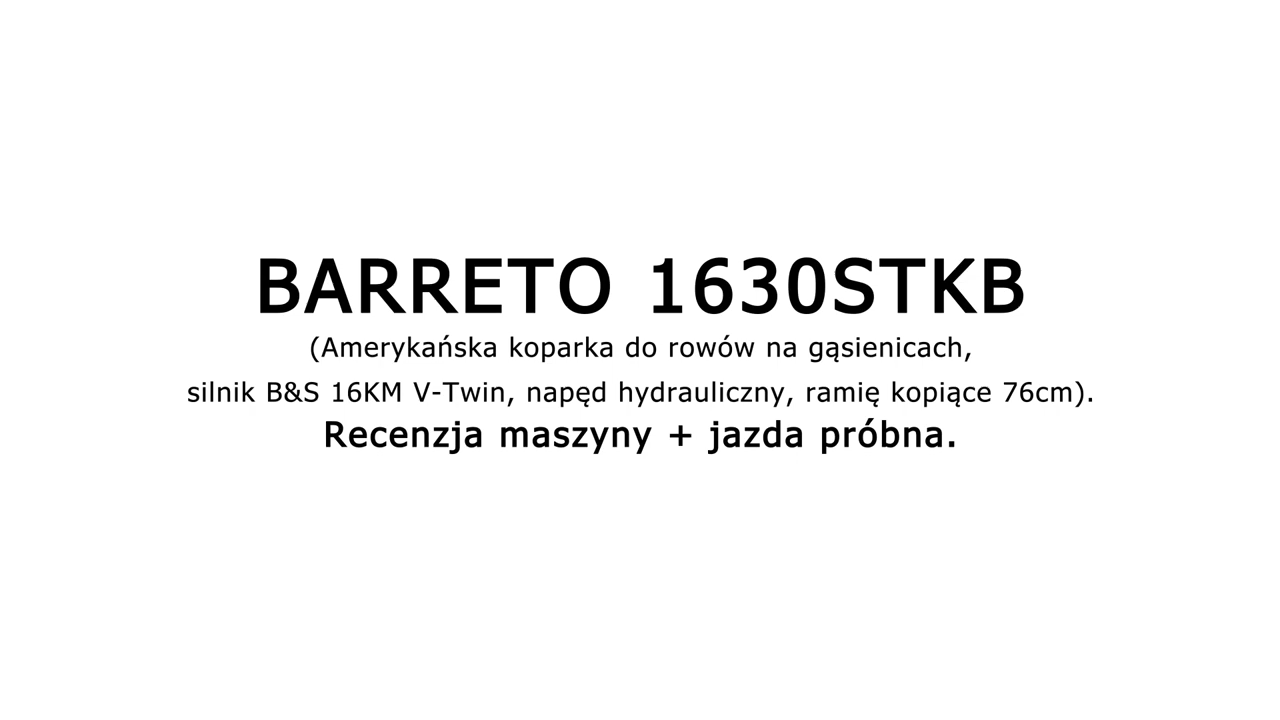 BARRETO 1630STKB
(Amerykańska koparka do rowów na gąsienicach,
silnik B&S 16KM V-Twin, napęd hydrauliczny, ramię kopiące 76cm).
Recenzja maszyny + jazda próbna.